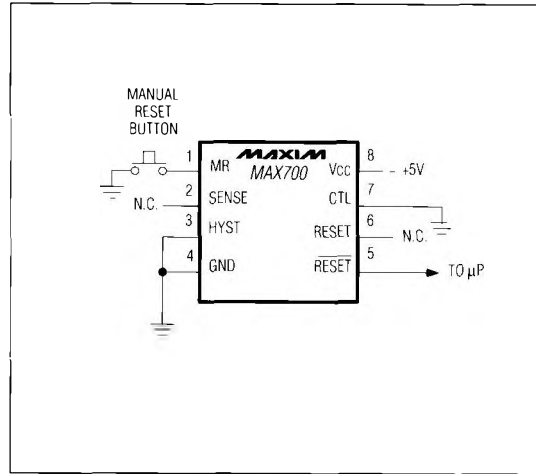 MANUAL
RESET
BUTTON
MAXIM
MAX700
1
MR
N.C.
2
SENSE
3
HYST
4
GND
8
VCC
+5V
7
CTL
6
RESET
N.C.
5
RESET
TO µP